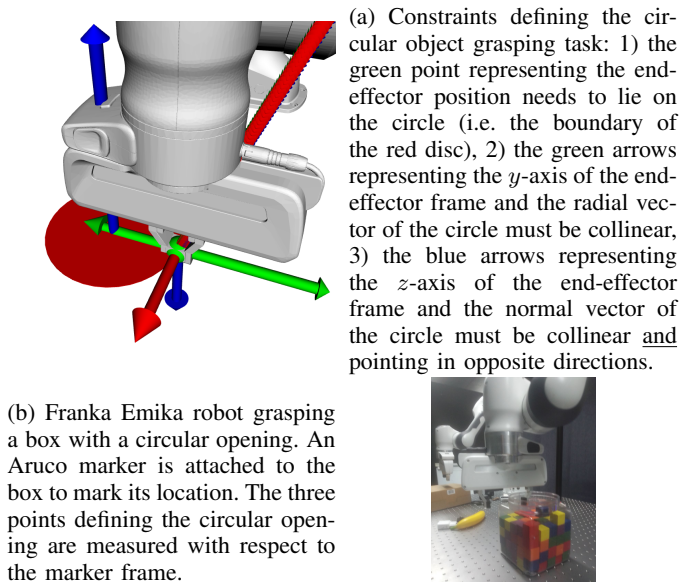 (a) Constraints defining the cir-
cular object grasping task: 1) the
green point representing the end-
effector position needs to lie on
the circle (i.e. the boundary of
the red disc), 2) the green arrows
representing the y-axis of the end-
effector frame and the radial vec-
tor of the circle must be collinear,
3) the blue arrows representing
the z-axis of the end-effector
frame and the normal vector of
the circle must be collinear and
pointing in opposite directions.
(b) Franka Emika robot grasping
a box with a circular opening. An
Aruco marker is attached to the
box to mark its location. The three
points defining the circular open-
ing are measured with respect to
the marker frame.